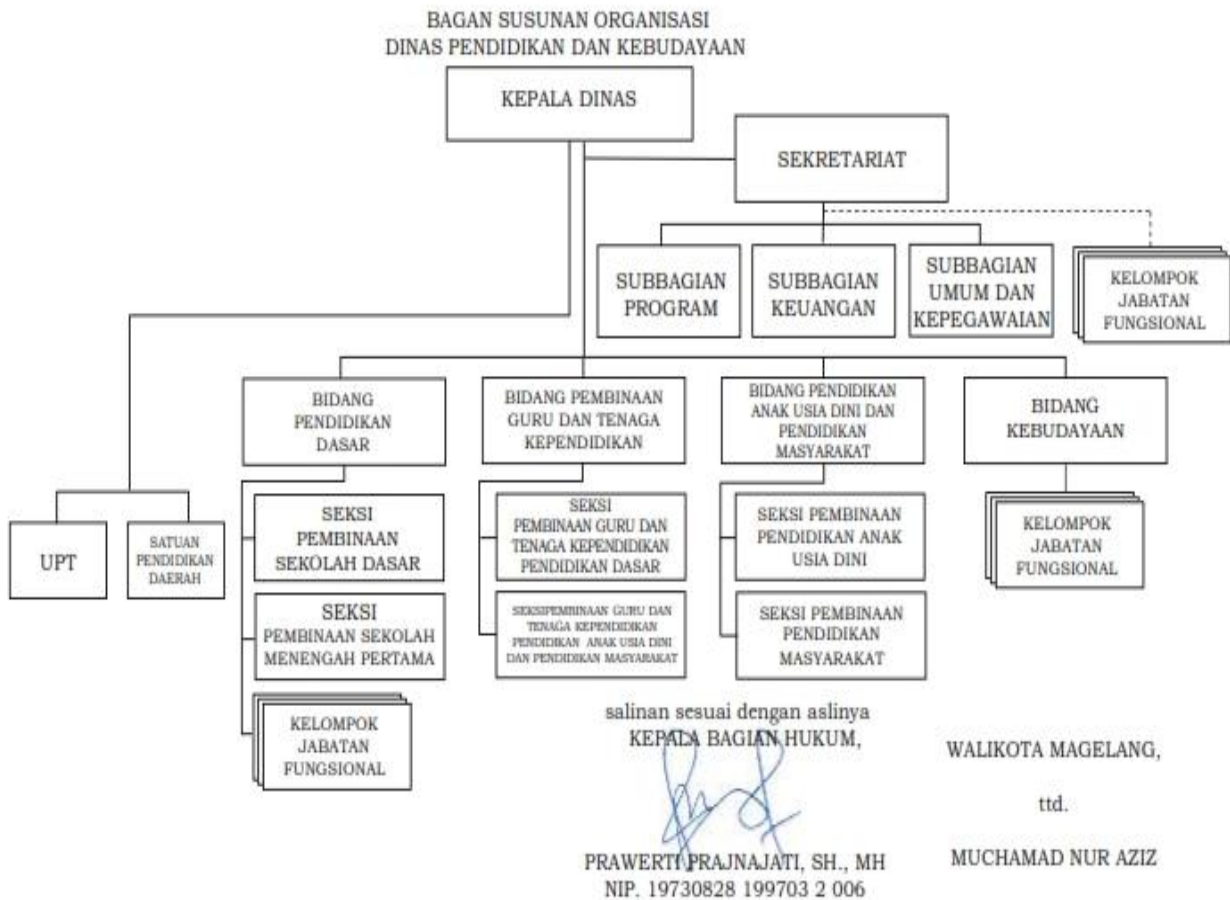 BAGAN SUSUNAN ORGANISASI
DINAS PENDIDIKAN DAN KEBUDAYAAN
KEPALA DINAS
SEKRETARIAT
SUBBAGIAN
PROGRAM
SUBBAGIAN
KEUANGAN
SUBBAGIAN
UMUM DAN
KEPEGAWAIAN
KELOMPOK
JABATAN
FUNGSIONAL
BIDANG
PENDIDIKAN
DASAR
BIDANG PEMBINAAN
GURU DAN TENAGA
KEPENDIDIKAN
BIDANG PENDIDIKAN
ANAK USIA DINI DAN
PENDIDIKAN
MASYARAKAT
BIDANG
KEBUDAYAAN
UPT
SATUAN
PENDIDIKAN
DAERAH
SEKSI
PEMBINAAN
SEKOLAH DASAR
SEKSI
PEMBINAAN SEKOLAH
MENENGAH PERTAMA
KELOMPOK
JABATAN
FUNGSIONAL
SEKSI
PEMBINAAN GURU DAN
TENAGA KEPENDIDIKAN
PENDIDIKAN DASAR
SEKSIPEMBINAAN GURU DAN
TENAGA KEPENDIDIKAN
PENDIDIKAN ANAK USIA DINI
DAN PENDIDIKAN MASYARAKAT
SEKSI PEMBINAAN
PENDIDIKAN ANAK
USIA DINI
SEKSI PEMBINAAN
PENDIDIKAN
MASYARAKAT
KELOMPOK
JABATAN
FUNGSIONAL
salinan sesuai dengan aslinya
KEPALA BAGIAN HUKUM,
PRAWERTI PRAJNAJATI, SH., MH
NIP. 19730828 199703 2 006
WALIKOTA MAGELANG,
ttd.
MUCHAMAD NUR AZIZ